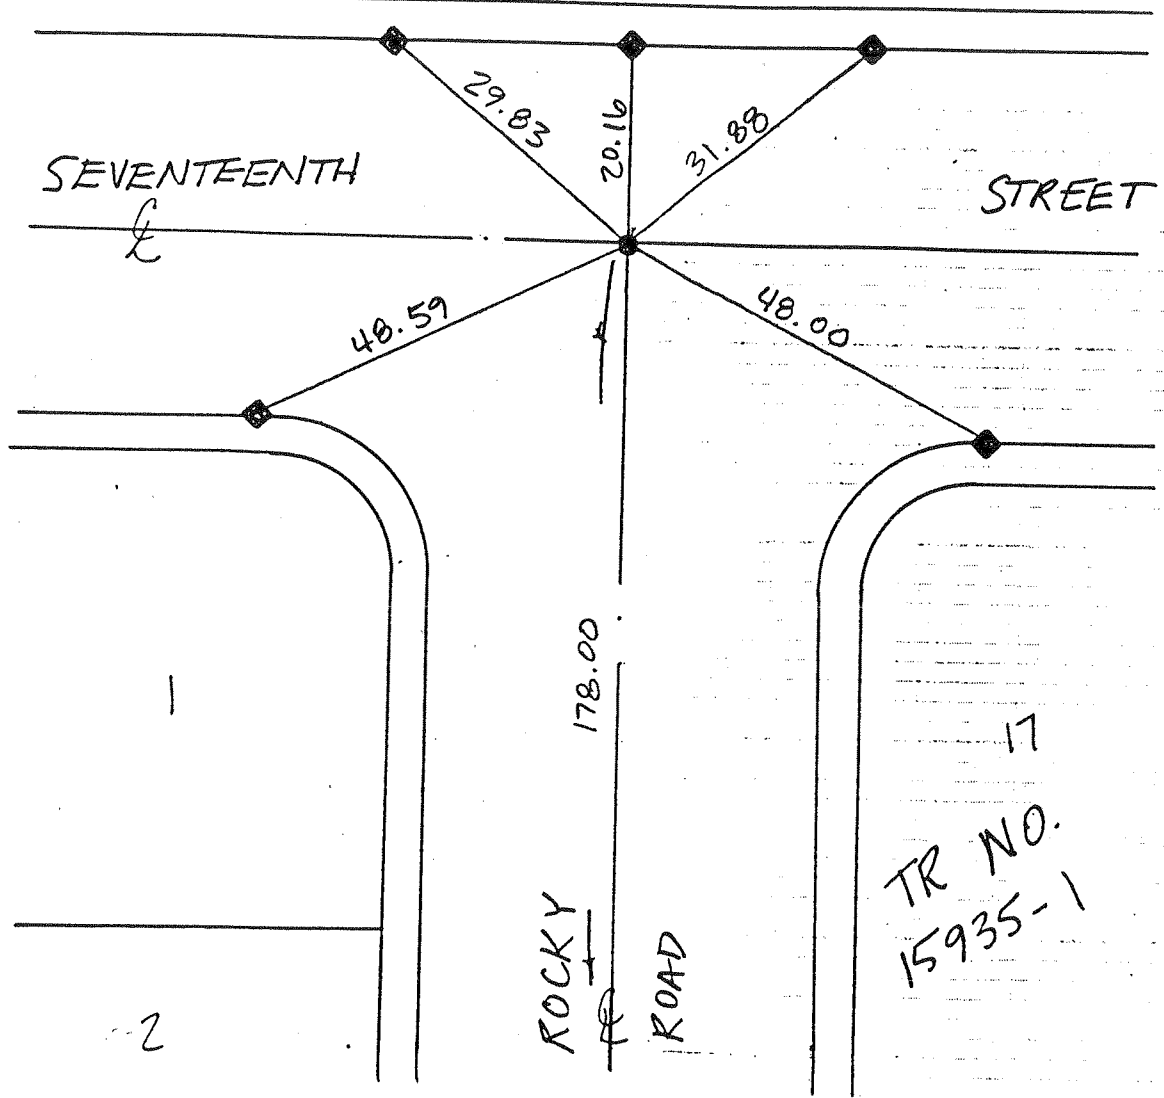 29.83
20.16
31.88
SEVENTEENTH
STREET
℄
48.59
48.00
178.00
1
17
TR NO.
15935-1
ROCKY
℄
ROAD
2